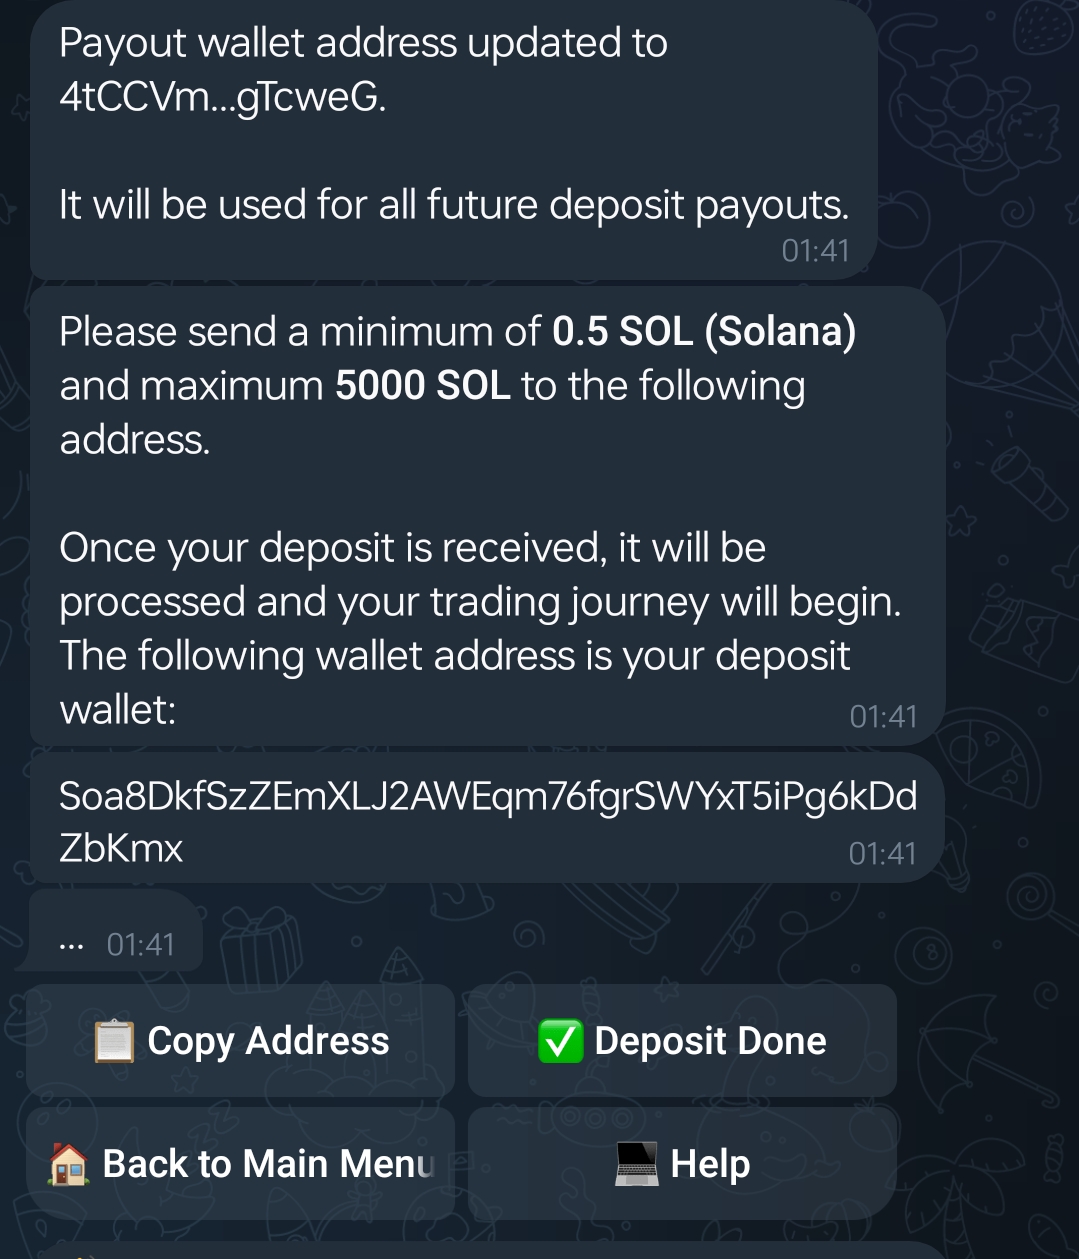 Payout wallet address updated to
4tCCVm...gTcweG.
It will be used for all future deposit payouts.
01:41
Please send a minimum of 0.5 SOL (Solana)
and maximum 5000 SOL to the following
address.
Once your deposit is received, it will be
processed and your trading journey will begin.
The following wallet address is your deposit
wallet:
01:41
Soa8DkfSzZEmXLJ2AWEqm76fgrSWYxT5iPg6kDd
ZbKmx
01:41
... 01:41
📋 Copy Address
✅ Deposit Done
🏠 Back to Main Menu
💻 Help